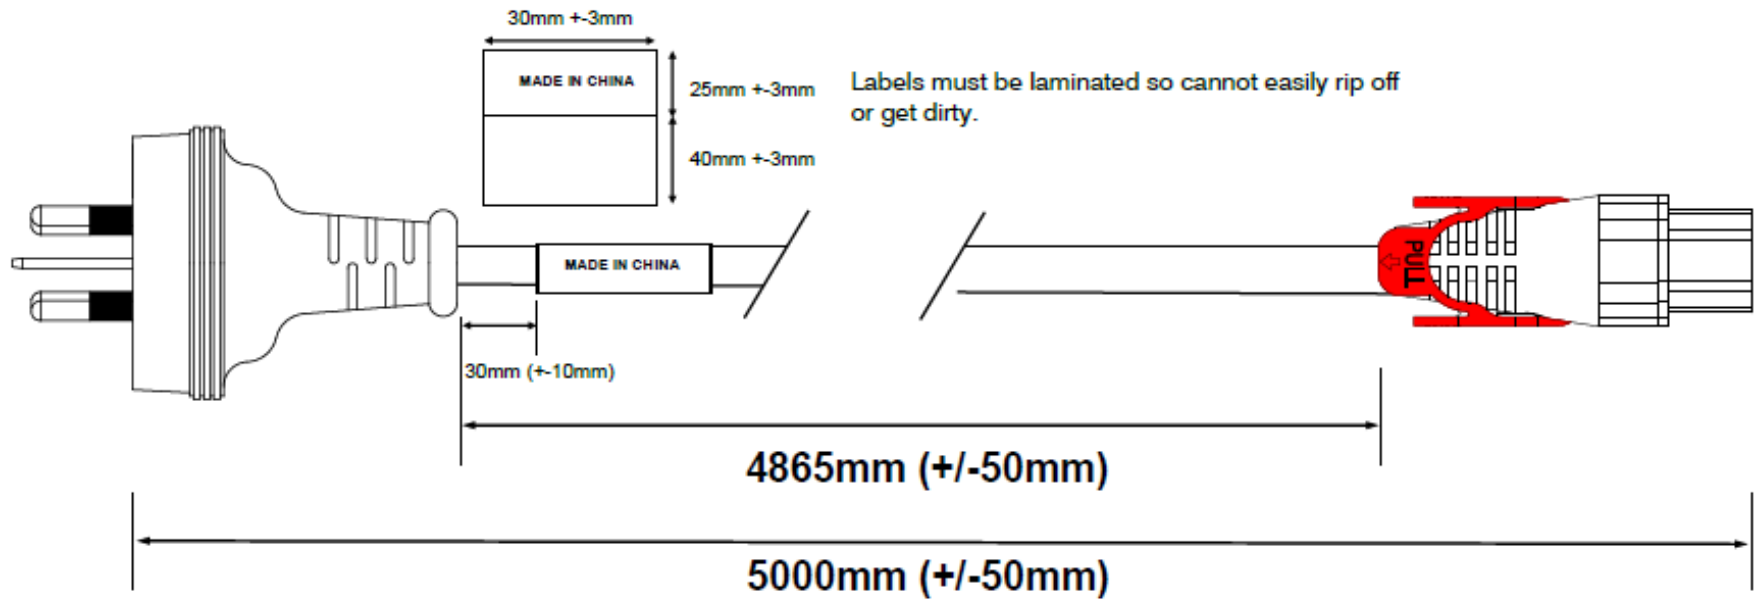 30mm +-3mm
MADE IN CHINA
25mm +-3mm
Labels must be laminated so cannot easily rip off
or get dirty.
40mm +-3mm
MADE IN CHINA
PULL
30mm (+-10mm)
4865mm (+/-50mm)
5000mm (+/-50mm)